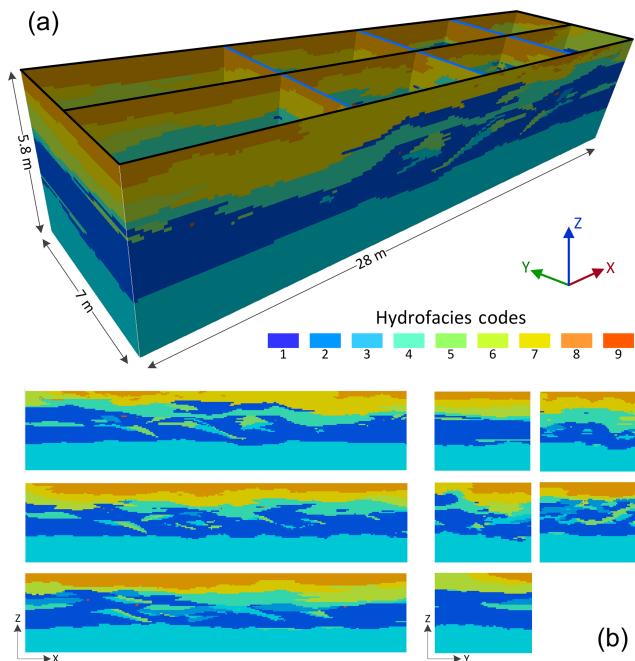 (a)
5.8 m
7 m
28 m
Z
Y
X
Hydrofacies codes
1 2 3 4 5 6 7 8 9
Z
X
Z
Y
(b)